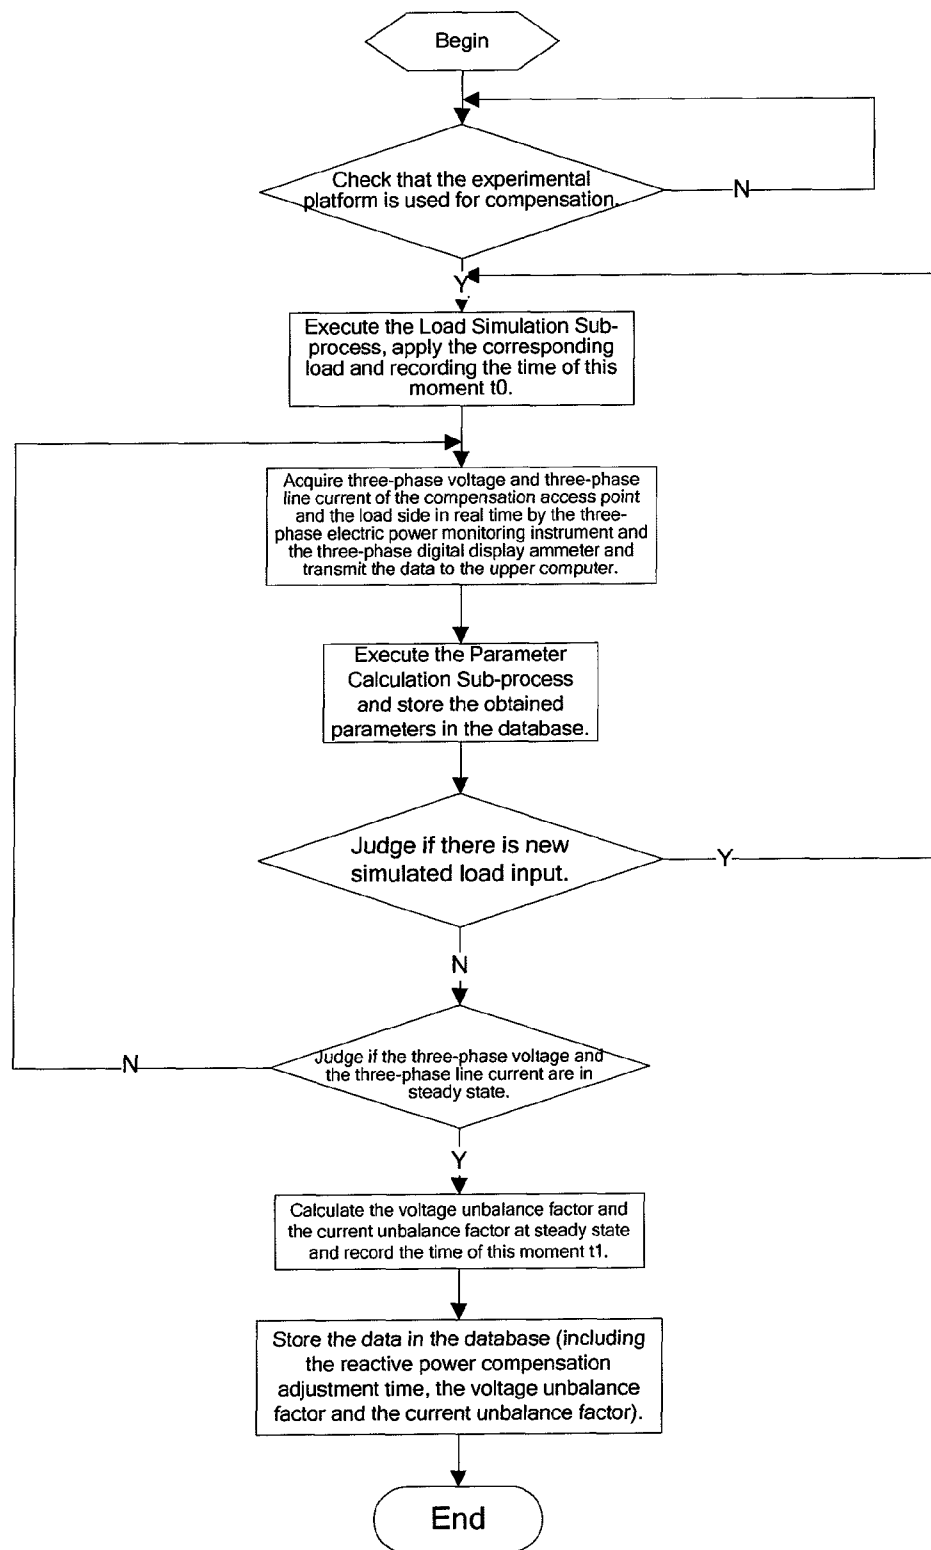 Begin
Check that the experimental
platform is used for compensation.
N
Y
Execute the Load Simulation Sub-
process, apply the corresponding
load and recording the time of this
moment t0.
Acquire three-phase voltage and three-phase
line current of the compensation access point
and the load side in real time by the three-
phase electric power monitoring instrument and
the three-phase digital display ammeter and
transmit the data to the upper computer.
Execute the Parameter
Calculation Sub-process
and store the obtained
parameters in the database.
Judge if there is new
simulated load input.
Y
N
Judge if the three-phase voltage and
the three-phase line current are in
steady state.
N
Y
Calculate the voltage unbalance factor and
the current unbalance factor at steady state
and record the time of this moment t1.
Store the data in the database (including
the reactive power compensation
adjustment time, the voltage unbalance
factor and the current unbalance factor).
End